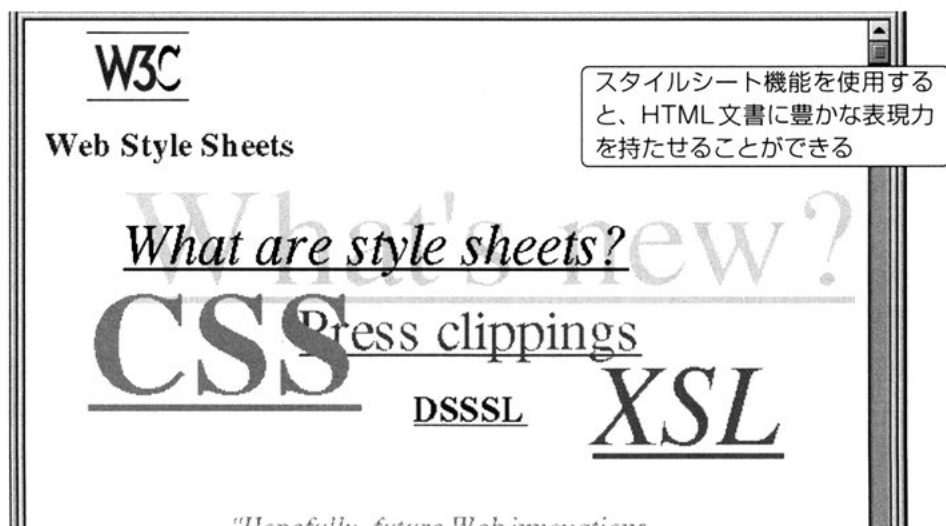 W3C
スタイルシート機能を使用する
と、HTML文書に豊かな表現力
を持たせることができる
Web Style Sheets
What's new?
What are style sheets?
CSS
Press clippings
DSSSL
XSL
"Hopefully, future Web innovations